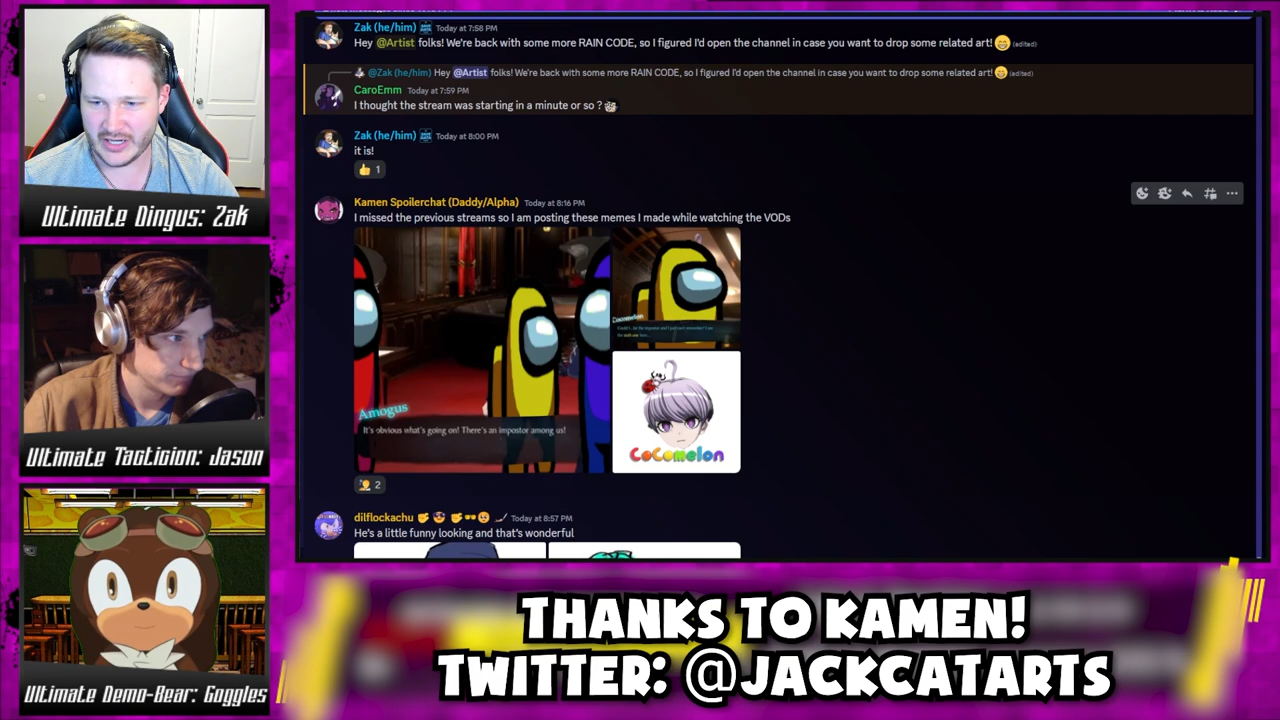 Zak (he/him) Today at 7:58 PM
Hey @Artist folks! We're back with some more RAIN CODE, so I figured I'd open the channel in case you want to drop some related art! (edited)
@Zak (he/him) Hey @Artist folks! We're back with some more RAIN CODE, so I figured I'd open the channel in case you want to drop some related art! (edited)
CaroEmm Today at 7:59 PM
I thought the stream was starting in a minute or so ?
Zak (he/him) Today at 8:00 PM
it is!
1
Kamen Spoilerchat (Daddy/Alpha) Today at 8:16 PM
I missed the previous streams so I am posting these memes I made while watching the VODs
Amogus
It's obvious what's going on! There's an impostor among us!
CoComelon
2
dilflockachu Today at 8:57 PM
He's a little funny looking and that's wonderful
Ultimate Dingus: Zak
Ultimate Tactician: Jason
Ultimate Demo-Bear: Goggles
THANKS TO KAMEN!
TWITTER: @JACKCATARTS